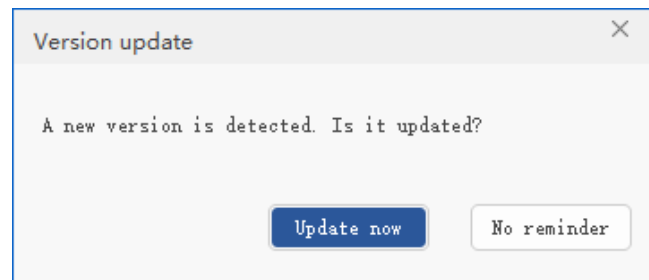 Version update
A new version is detected. Is it updated?
Update now
No reminder